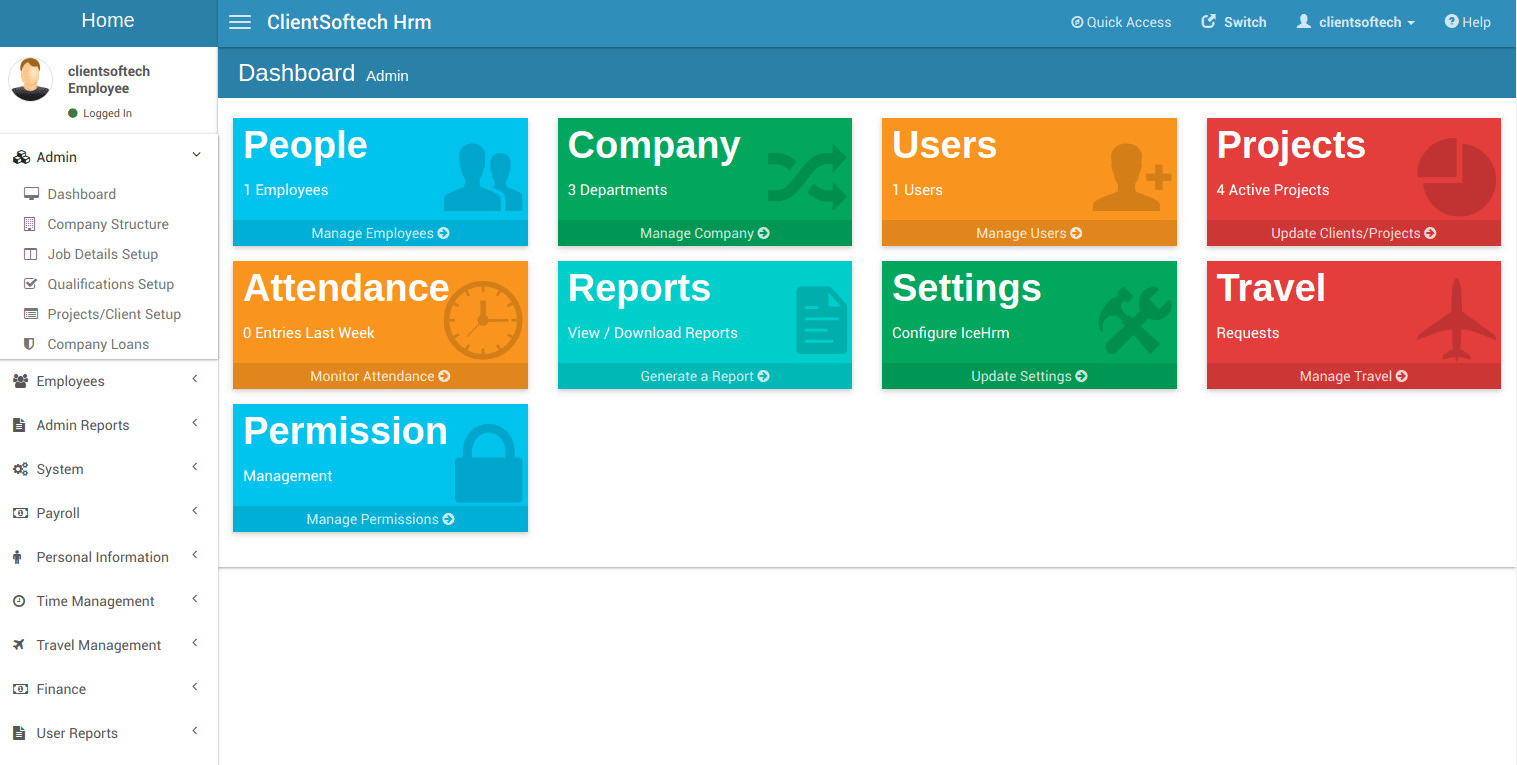 Home
ClientSoftech Hrm
Quick Access
Switch
clientsoftech
Help
clientsoftech
Employee
Logged In
Admin
Dashboard
Company Structure
Job Details Setup
Qualifications Setup
Projects/Client Setup
Company Loans
Employees
Admin Reports
System
Payroll
Personal Information
Time Management
Travel Management
Finance
User Reports
Dashboard Admin
People
1 Employees
Manage Employees
Company
3 Departments
Manage Company
Users
1 Users
Manage Users
Projects
4 Active Projects
Update Clients/Projects
Attendance
0 Entries Last Week
Monitor Attendance
Reports
View / Download Reports
Generate a Report
Settings
Configure IceHrm
Update Settings
Travel
Requests
Manage Travel
Permission
Management
Manage Permissions